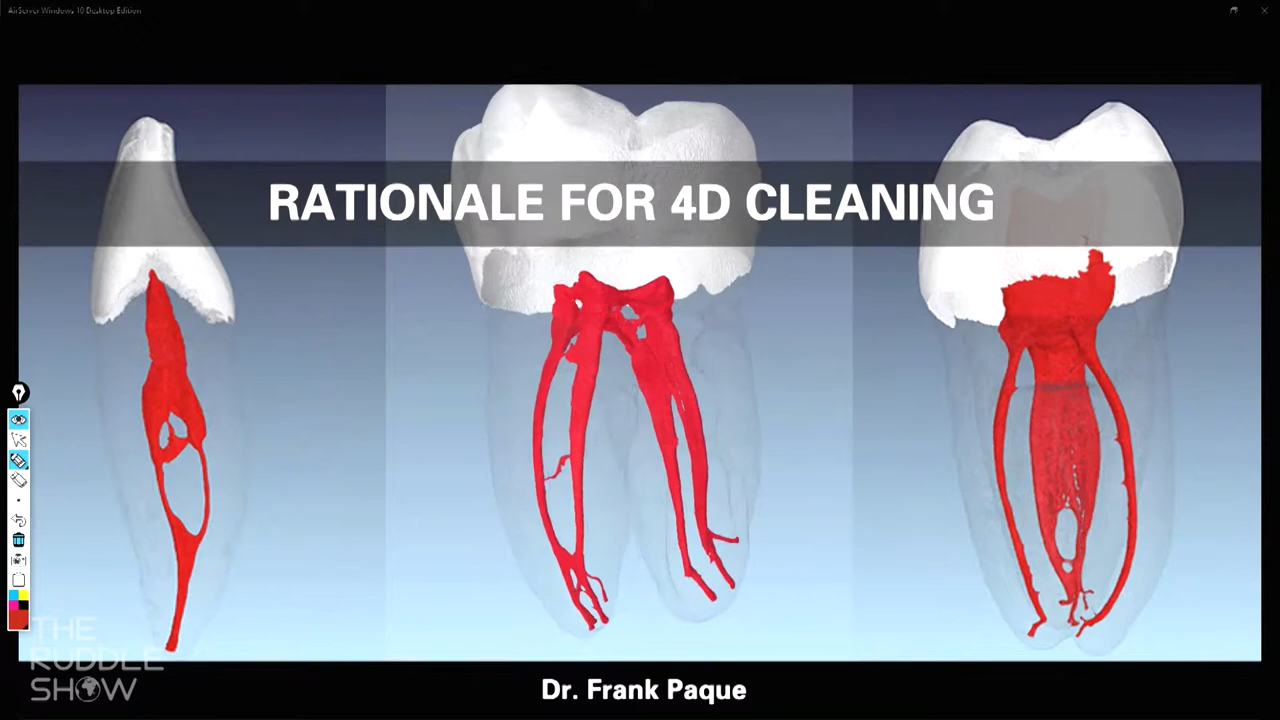 AirServer Windows 10 Desktop Edition
RATIONALE FOR 4D CLEANING
THE
RUDDLE
SHOW
Dr. Frank Paque